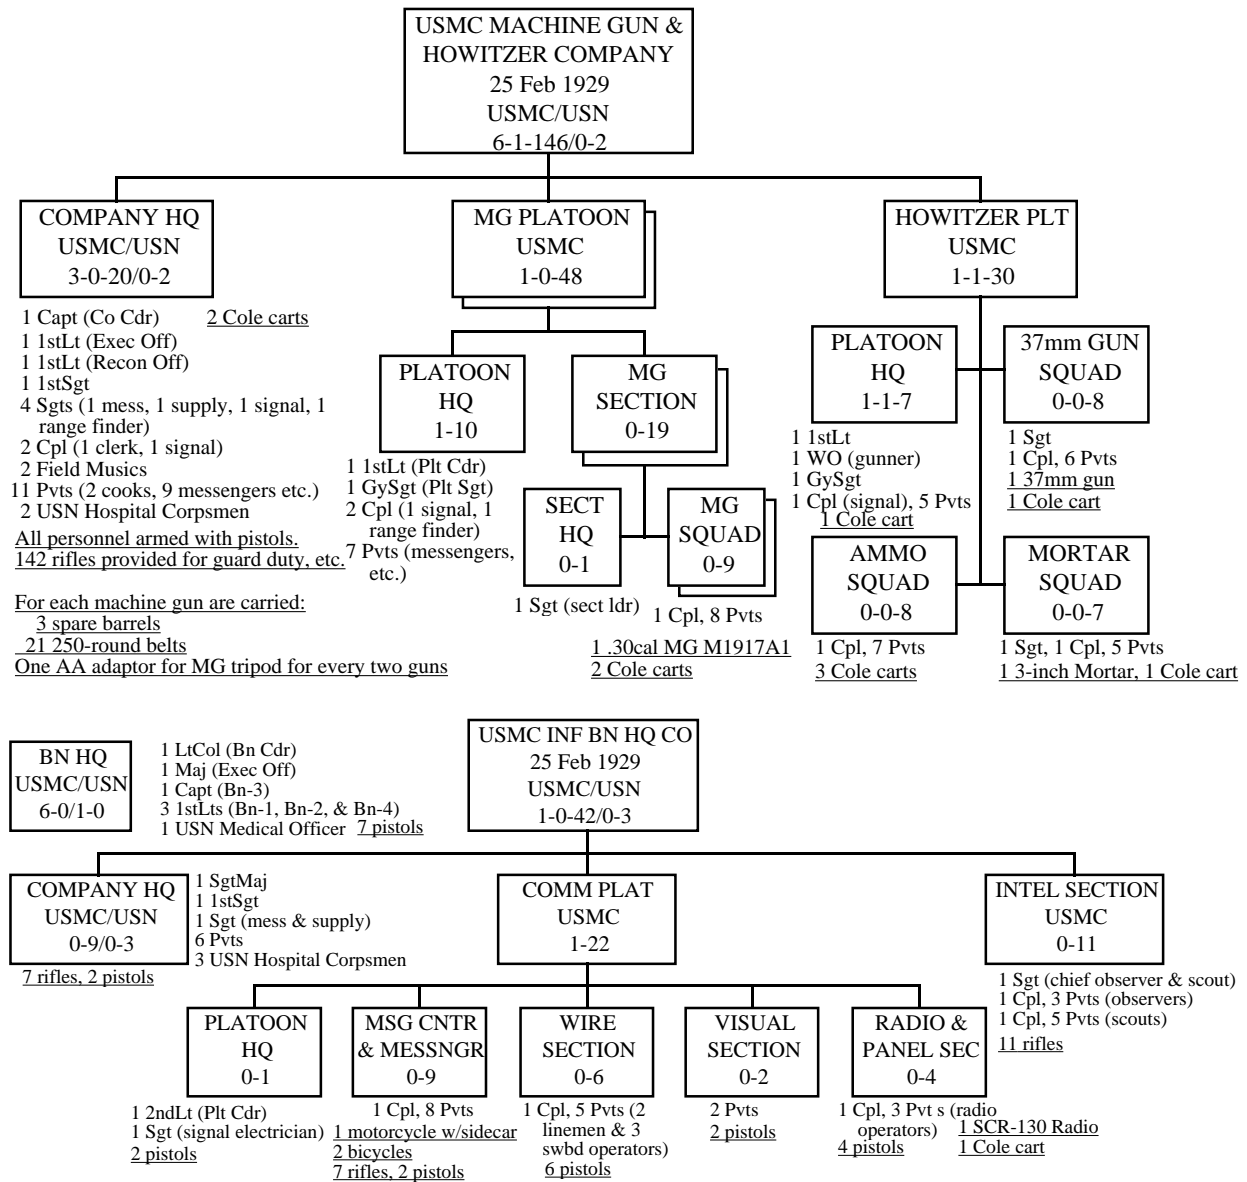 USMC MACHINE GUN &
HOWITZER COMPANY
25 Feb 1929
USMC/USN
6-1-146/0-2
COMPANY HQ
USMC/USN
3-0-20/0-2
1 Capt (Co Cdr)
2 Cole carts
1 1stLt (Exec Off)
1 1stLt (Recon Off)
1 1stSgt
4 Sgts (1 mess, 1 supply, 1 signal, 1
range finder)
2 Cpl (1 clerk, 1 signal)
2 Field Musics
11 Pvts (2 cooks, 9 messengers etc.)
2 USN Hospital Corpsmen
All personnel armed with pistols.
142 rifles provided for guard duty, etc.
For each machine gun are carried:
3 spare barrels
21 250-round belts
One AA adaptor for MG tripod for every two guns
MG PLATOON
USMC
1-0-48
PLATOON
HQ
1-10
1 1stLt (Plt Cdr)
1 GySgt (Plt Sgt)
2 Cpl (1 signal, 1
range finder)
7 Pvts (messengers,
etc.)
MG
SECTION
0-19
SECT
HQ
0-1
1 Sgt (sect ldr)
MG
SQUAD
0-9
1 Cpl, 8 Pvts
1 .30cal MG M1917A1
2 Cole carts
HOWITZER PLT
USMC
1-1-30
PLATOON
HQ
1-1-7
1 1stLt
1 WO (gunner)
1 GySgt
1 Cpl (signal), 5 Pvts
1 Cole cart
37mm GUN
SQUAD
0-0-8
1 Sgt
1 Cpl, 6 Pvts
1 37mm gun
1 Cole cart
AMMO
SQUAD
0-0-8
1 Cpl, 7 Pvts
3 Cole carts
MORTAR
SQUAD
0-0-7
1 Sgt, 1 Cpl, 5 Pvts
1 3-inch Mortar, 1 Cole cart
BN HQ
USMC/USN
6-0/1-0
1 LtCol (Bn Cdr)
1 Maj (Exec Off)
1 Capt (Bn-3)
3 1stLts (Bn-1, Bn-2, & Bn-4)
1 USN Medical Officer 7 pistols
USMC INF BN HQ CO
25 Feb 1929
USMC/USN
1-0-42/0-3
COMPANY HQ
USMC/USN
0-9/0-3
7 rifles, 2 pistols
1 SgtMaj
1 1stSgt
1 Sgt (mess & supply)
6 Pvts
3 USN Hospital Corpsmen
COMM PLAT
USMC
1-22
INTEL SECTION
USMC
0-11
1 Sgt (chief observer & scout)
1 Cpl, 3 Pvts (observers)
1 Cpl, 5 Pvts (scouts)
11 rifles
PLATOON
HQ
0-1
1 2ndLt (Plt Cdr)
1 Sgt (signal electrician)
2 pistols
MSG CNTR
& MESSNGR
0-9
1 Cpl, 8 Pvts
1 motorcycle w/sidecar
2 bicycles
7 rifles, 2 pistols
WIRE
SECTION
0-6
1 Cpl, 5 Pvts (2
linemen & 3
swbd operators)
6 pistols
VISUAL
SECTION
0-2
2 Pvts
2 pistols
RADIO &
PANEL SEC
0-4
1 Cpl, 3 Pvt s (radio
operators)
4 pistols
1 SCR-130 Radio
1 Cole cart